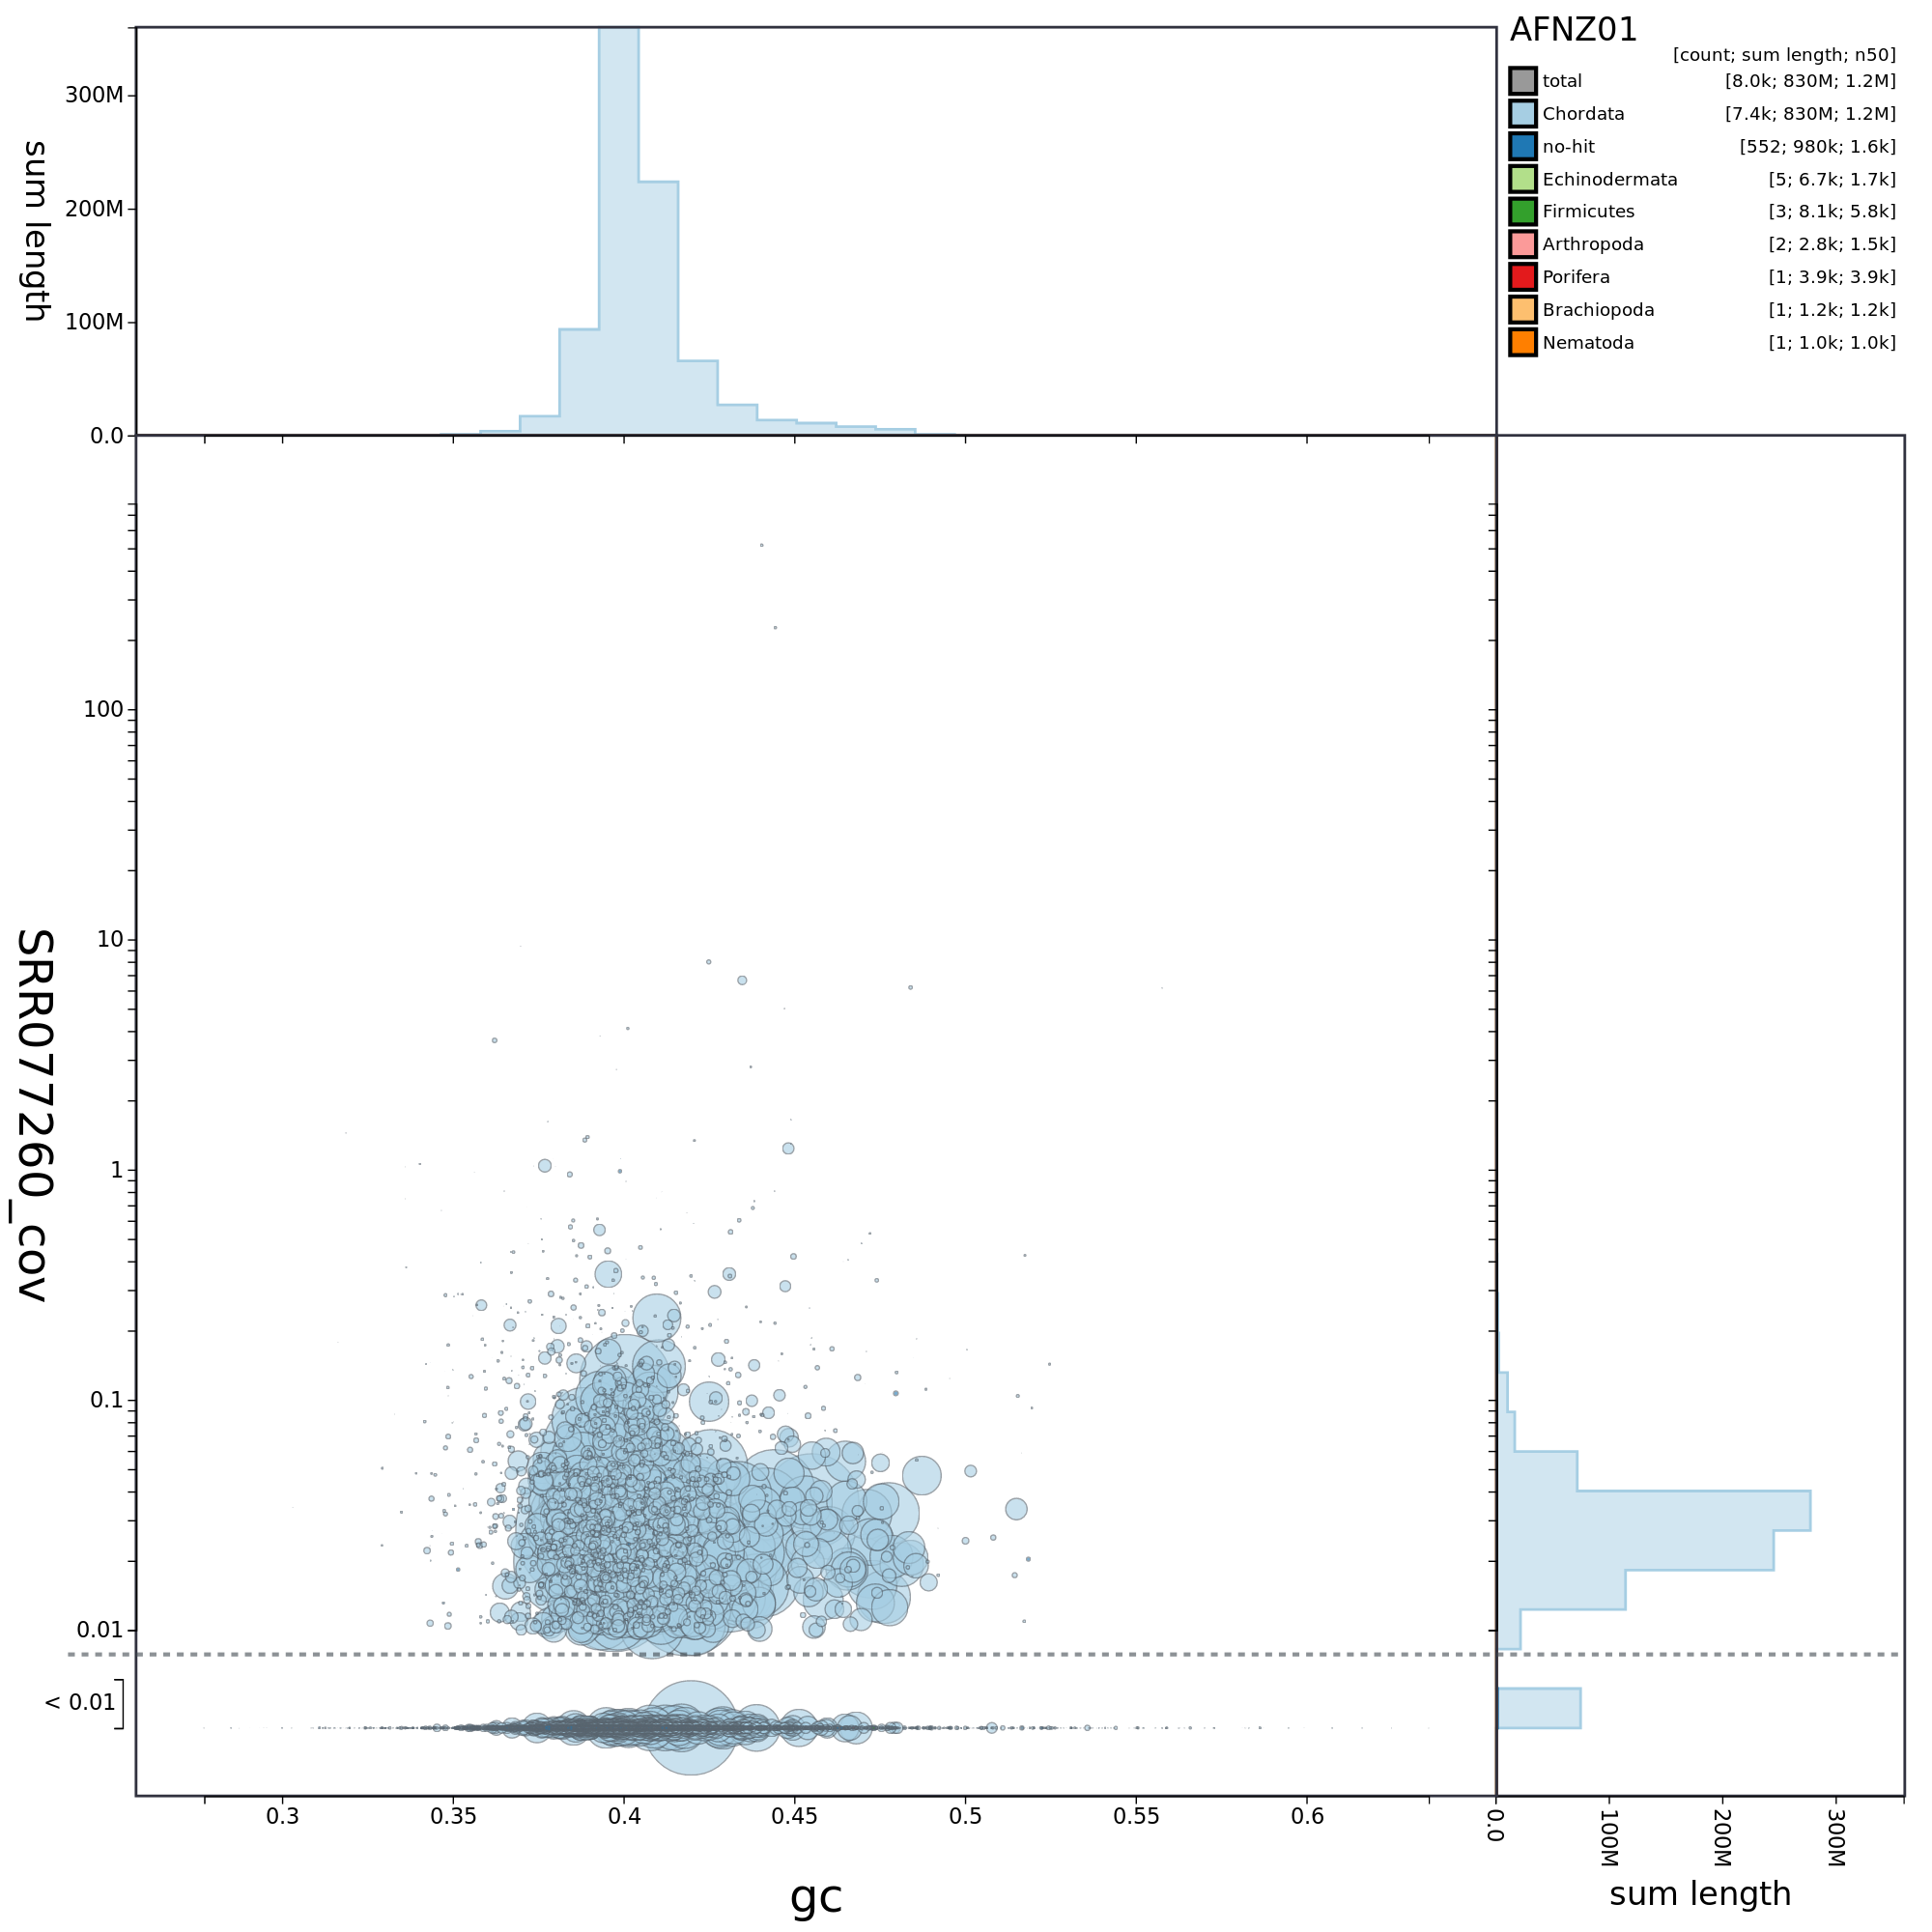 AFNZ01
[count; sum length; n50]
total [8.0k; 830M; 1.2M]
Chordata [7.4k; 830M; 1.2M]
no-hit [552; 980k; 1.6k]
Echinodermata [5; 6.7k; 1.7k]
Firmicutes [3; 8.1k; 5.8k]
Arthropoda [2; 2.8k; 1.5k]
Porifera [1; 3.9k; 3.9k]
Brachiopoda [1; 1.2k; 1.2k]
Nematoda [1; 1.0k; 1.0k]
sum length
300M
200M
100M
0.0
SRR077260_cov
100
10
1
0.1
0.01
< 0.01
0.3 0.35 0.4 0.45 0.5 0.55 0.6
gc
0.0 100M 200M 300M
sum length